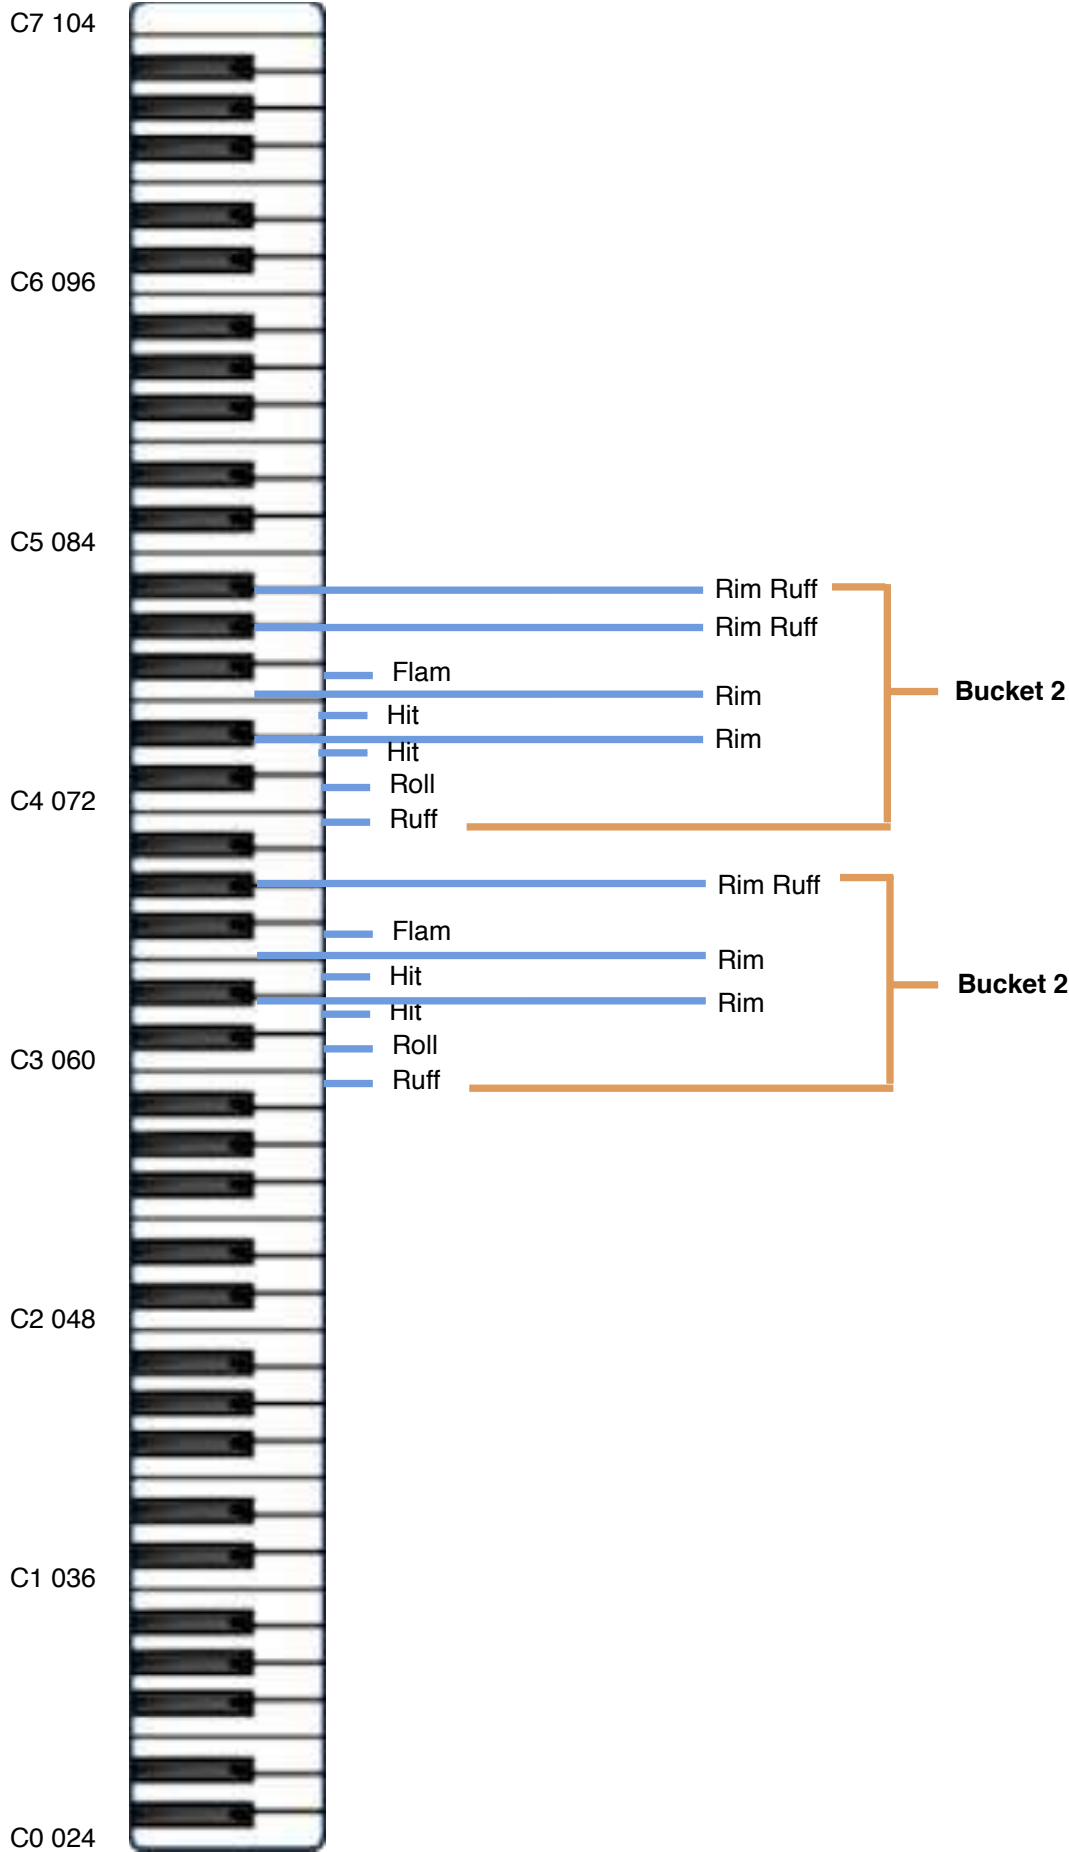 C7 104
C6 096
C5 084
Rim Ruff
Rim Ruff
Flam
Rim
Bucket 2
Hit
Rim
Hit
Roll
C4 072
Ruff
Rim Ruff
Flam
Rim
Hit
Bucket 2
Rim
Hit
Roll
C3 060
Ruff
C2 048
C1 036
C0 024